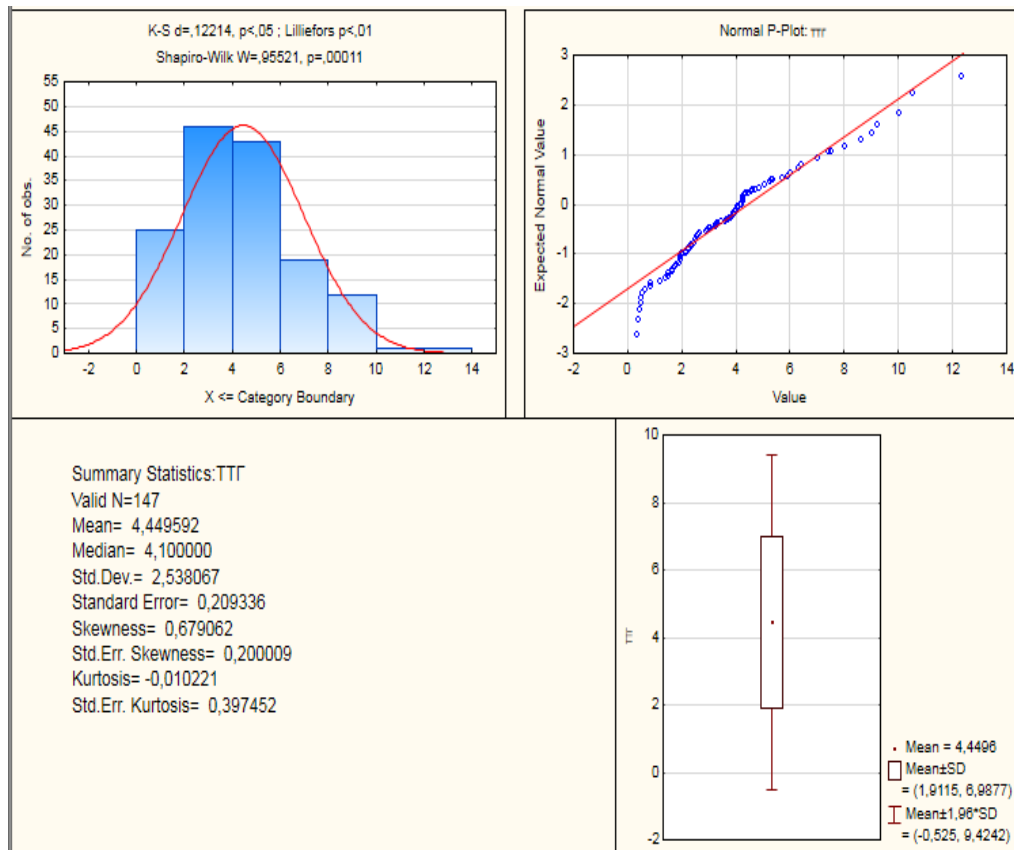 K-S d=,12214, p<,05 ; Lilliefors p<,01
Shapiro-Wilk W=,95521, p=,00011
55
50
45
40
35
30
25
20
15
10
5
0
No. of obs.
-2 0 2 4 6 8 10 12 14
X <= Category Boundary
Normal P-Plot: ттг
3
2
1
0
-1
-2
-3
Expected Normal Value
-2 0 2 4 6 8 10 12 14
Value
Summary Statistics:ТТГ
Valid N=147
Mean= 4,449592
Median= 4,100000
Std.Dev.= 2,538067
Standard Error= 0,209336
Skewness= 0,679062
Std.Err. Skewness= 0,200009
Kurtosis= -0,010221
Std.Err. Kurtosis= 0,397452
10
8
6
4
2
0
-2
ТТГ
Mean = 4,4496
Mean±SD
= (1,9115, 6,9877)
Mean±1,96*SD
= (-0,525, 9,4242)